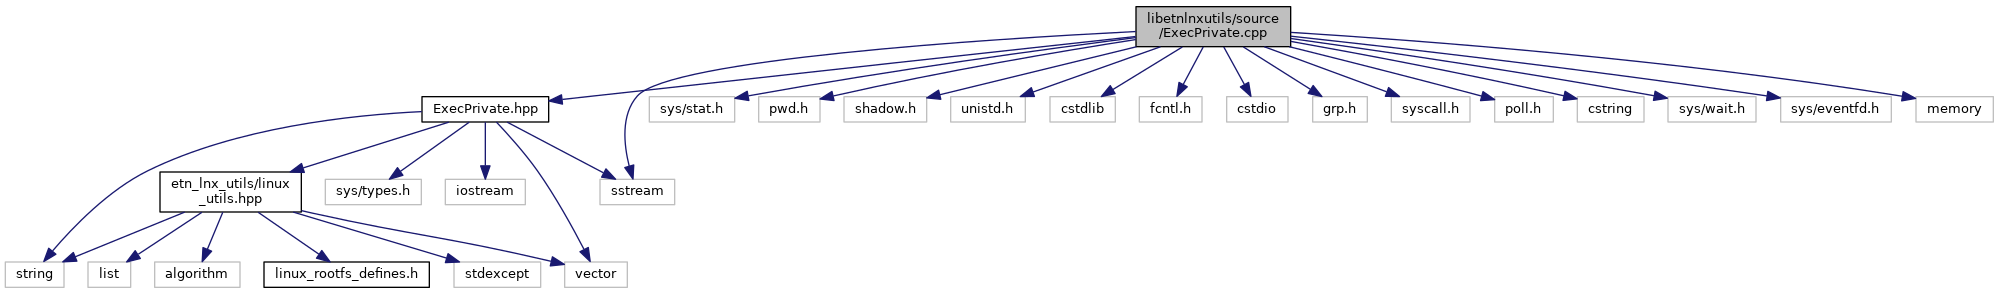 libetnlnxutils/source
/ExecPrivate.cpp
ExecPrivate.hpp
sys/stat.h
pwd.h
shadow.h
unistd.h
cstdlib
fcntl.h
cstdio
grp.h
syscall.h
poll.h
cstring
sys/wait.h
sys/eventfd.h
memory
etn_lnx_utils/linux
_utils.hpp
sys/types.h
iostream
sstream
string
list
algorithm
linux_rootfs_defines.h
stdexcept
vector